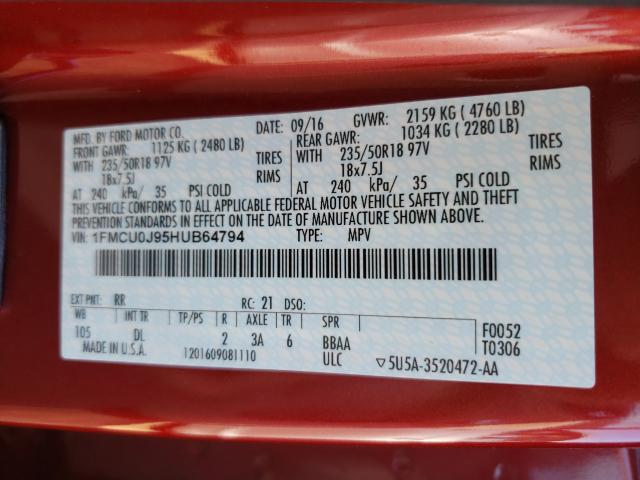 MFD. BY FORD MOTOR CO. DATE: 09/16 GVWR: 2159 KG ( 4760 LB)
FRONT GAWR: 1125 KG ( 2480 LB) REAR GAWR: 1034 KG ( 2280 LB)
WITH 235/50R18 97V TIRES WITH 235/50R18 97V TIRES
18x7.5J RIMS 18x7.5J RIMS
AT 240 kPa/ 35 PSI COLD AT 240 kPa/ 35 PSI COLD
THIS VEHICLE CONFORMS TO ALL APPLICABLE FEDERAL MOTOR VEHICLE SAFETY AND THEFT
PREVENTION STANDARDS IN EFFECT ON THE DATE OF MANUFACTURE SHOWN ABOVE.
VIN: 1FMCU0J95HUB64794 TYPE: MPV
EXT PNT: RR RC: 21 DSO:
WB INT TR TP/PS R AXLE TR SPR
105 DL 2 3A 6 BBAA F0052
MADE IN U.S.A. 1201609081110 ULC ▽5U5A-3520472-AA T0306